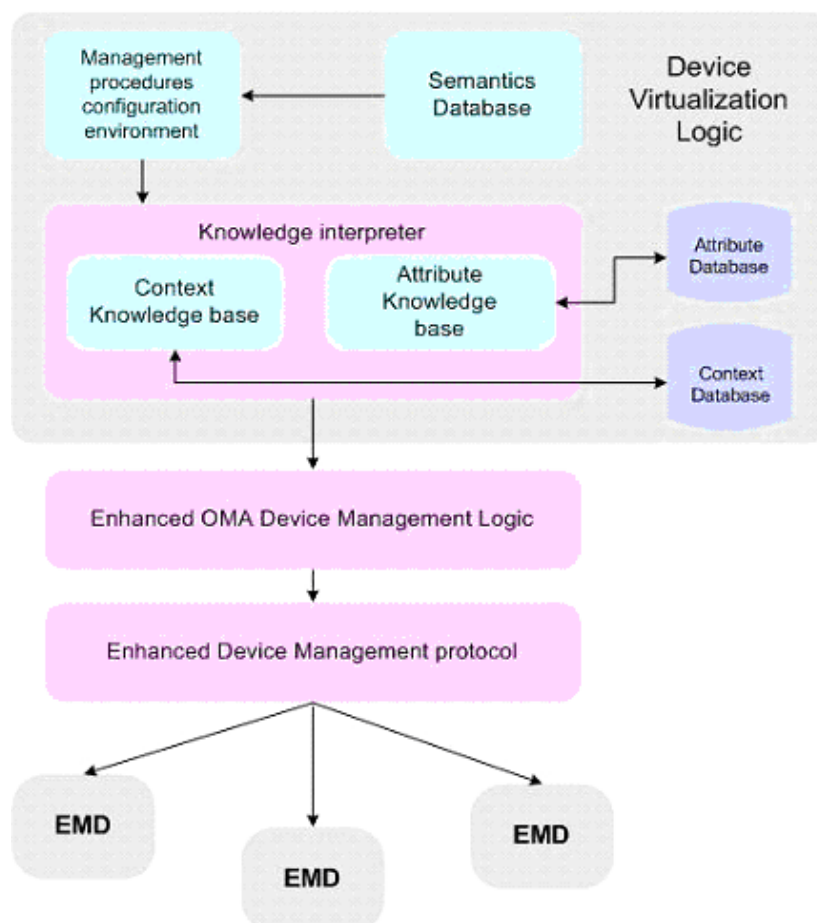 Management
procedures
configuration
environment
Semantics
Database
Device
Virtualization
Logic
Knowledge interpreter
Context
Knowledge base
Attribute
Knowledge
base
Attribute
Database
Context
Database
Enhanced OMA Device Management Logic
Enhanced Device Management protocol
EMD
EMD
EMD